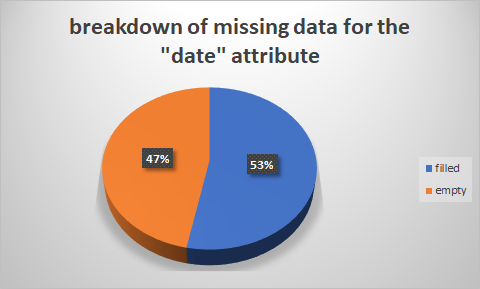 breakdown of missing data for the
"date" attribute
47%
53%
filled
empty